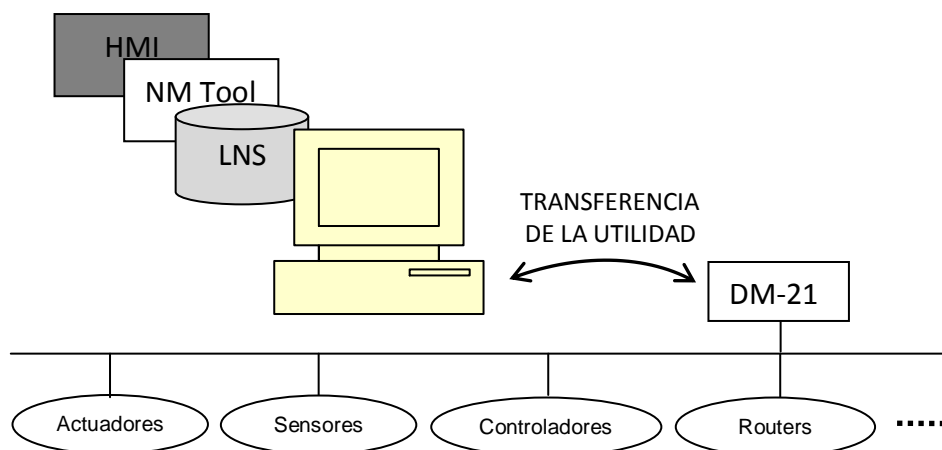 HMI
NM Tool
LNS
TRANSFERENCIA
DE LA UTILIDAD
DM-21
Actuadores
Sensores
Controladores
Routers